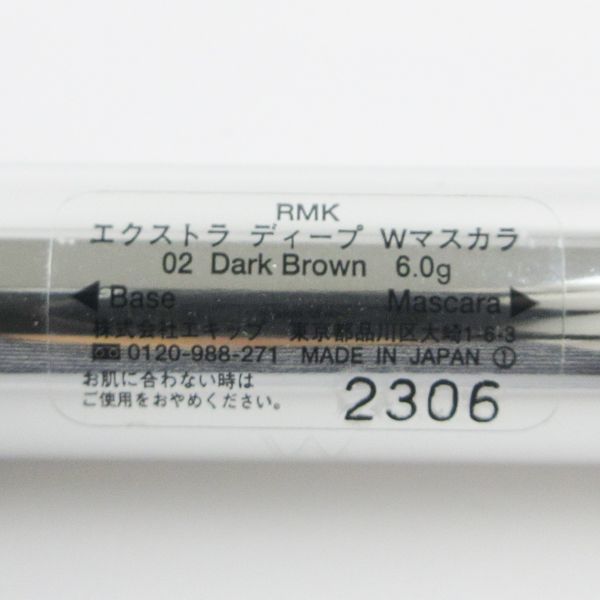 RMK
エクストラ ディープ Wマスカラ
02 Dark Brown 6.0g
◀Base Mascara▶
株式会社エキップ 東京都品川区大崎1-6-3
0120-988-271 MADE IN JAPAN ①
お肌に合わない時は
ご使用をおやめください。
2306